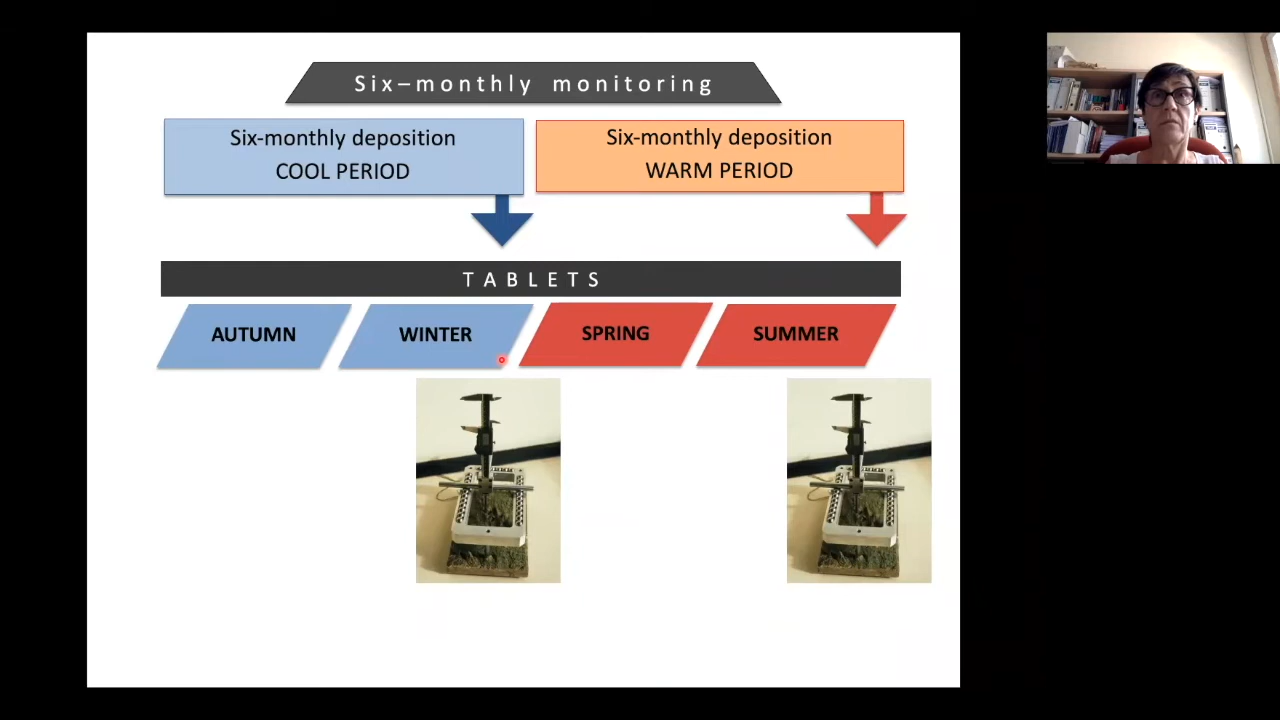 Six–monthly monitoring
Six-monthly deposition
COOL PERIOD
Six-monthly deposition
WARM PERIOD
TABLETS
AUTUMN
WINTER
SPRING
SUMMER